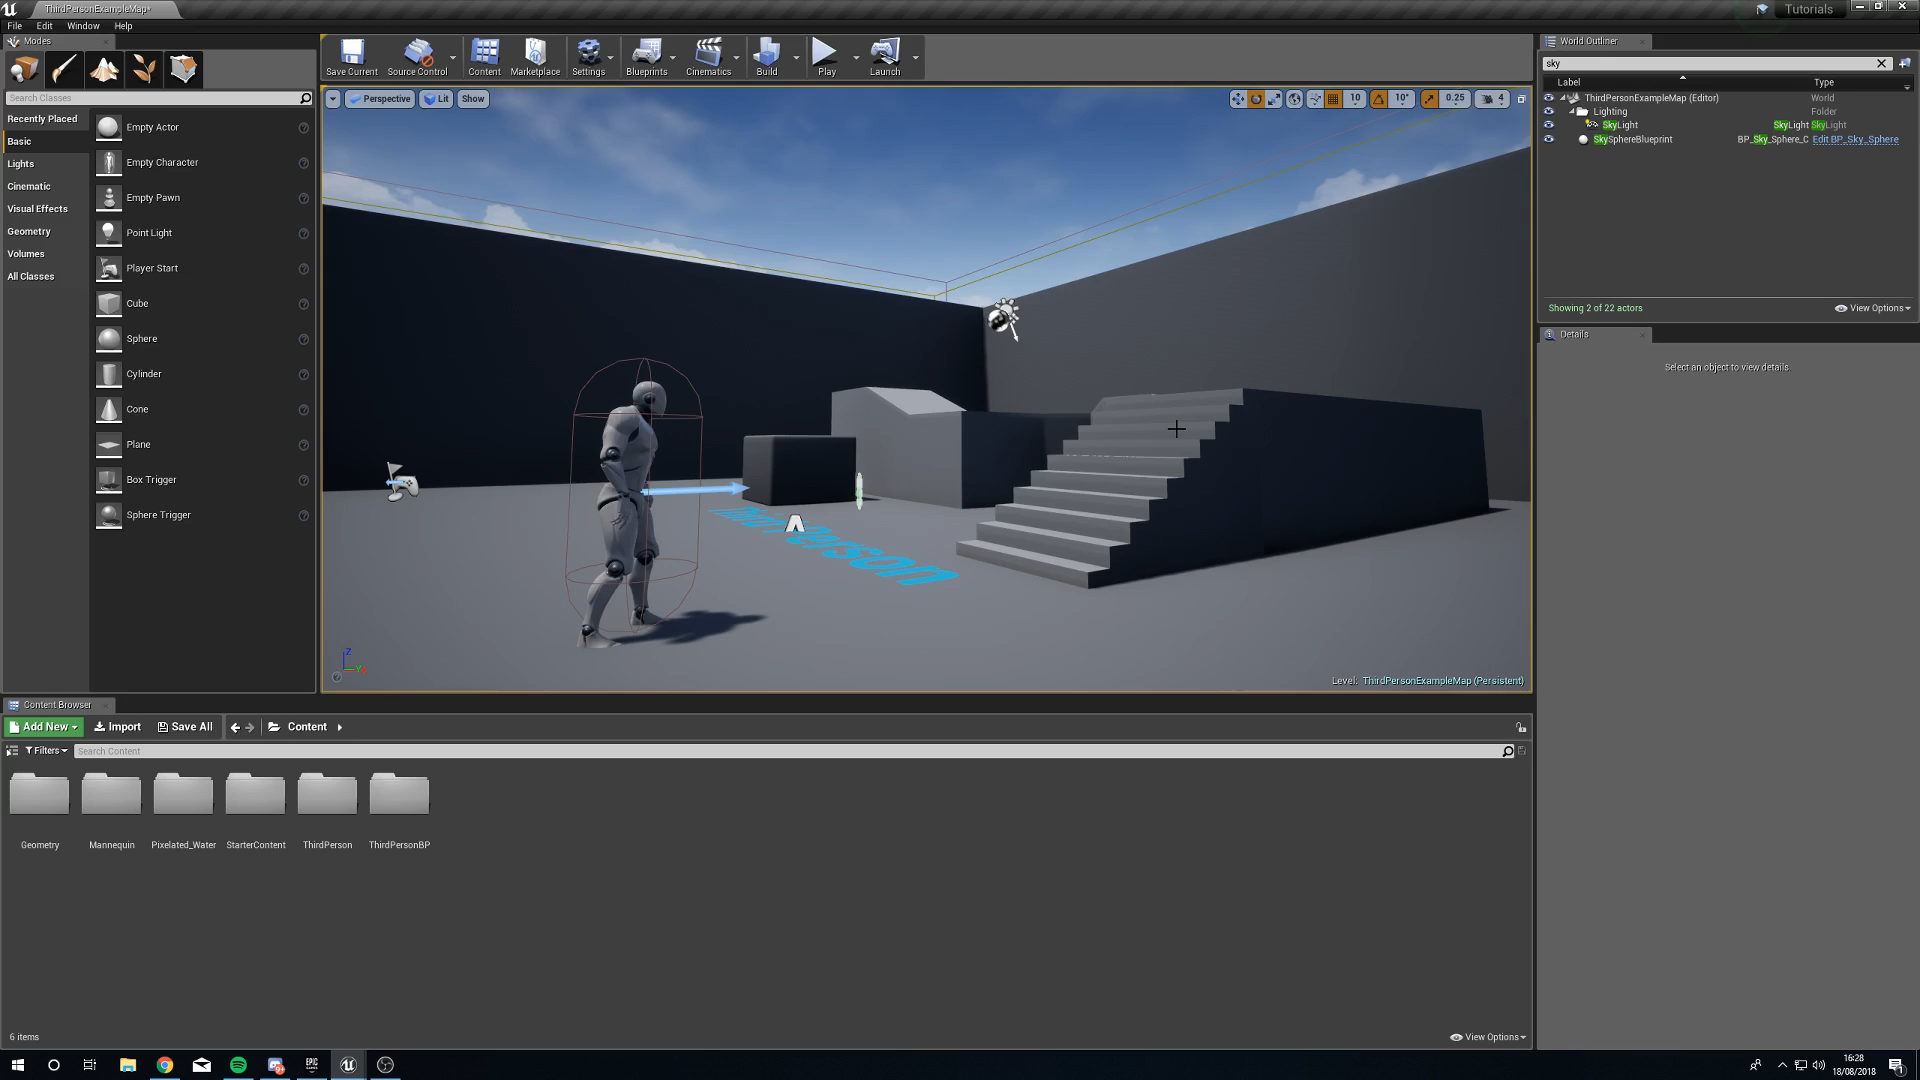 ThirdPersonExampleMap*
Tutorials
File Edit Window Help
Modes
Search Classes
Recently Placed
Basic
Lights
Cinematic
Visual Effects
Geometry
Volumes
All Classes
Empty Actor
Empty Character
Empty Pawn
Point Light
Player Start
Cube
Sphere
Cylinder
Cone
Plane
Box Trigger
Sphere Trigger
Save Current Source Control Content Marketplace Settings Blueprints Cinematics Build Play Launch
Perspective Lit Show
10 10° 0.25 4
ThirdPerson
Z
Y
Level: ThirdPersonExampleMap (Persistent)
World Outliner
sky
Label Type
ThirdPersonExampleMap (Editor) World
Lighting Folder
SkyLight SkyLight SkyLight
SkySphereBlueprint BP_Sky_Sphere_C Edit BP_Sky_Sphere
Showing 2 of 22 actors View Options
Details
Select an object to view details
Content Browser
Add New Import Save All Content
Filters Search Content
Geometry Mannequin Pixelated_Water StarterContent ThirdPerson ThirdPersonBP
6 items View Options
EPIC GAMES
16:28
18/08/2018